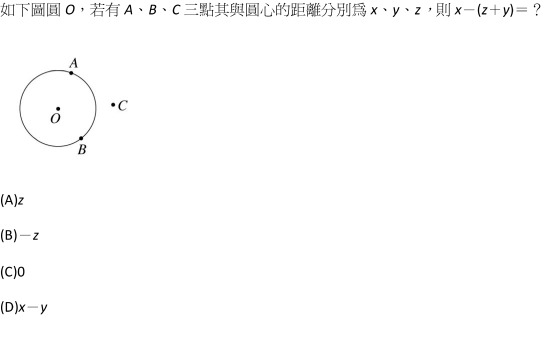 如下圖圓 O，若有 A、B、C 三點其與圓心的距離分別為 x、y、z，則 x－(z＋y)＝？
A
C
O
B
(A)z
(B)－z
(C)0
(D)x－y